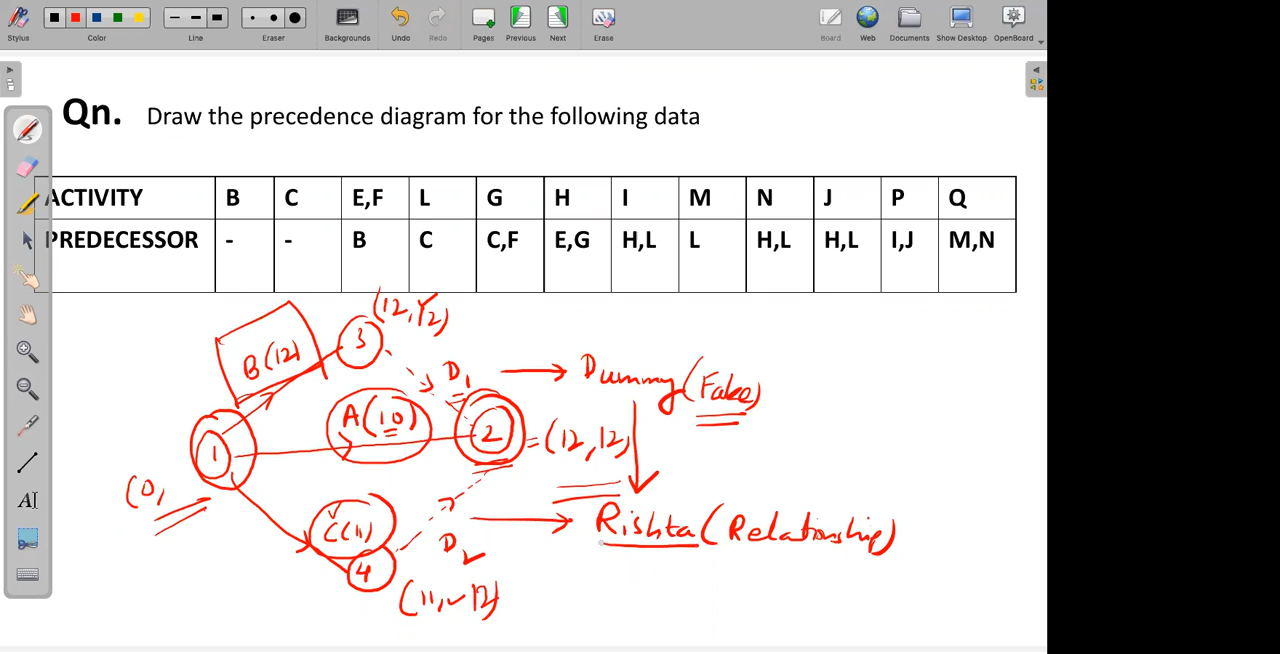 Stylus Color Line Eraser Backgrounds Undo Redo Pages Previous Next Erase Board Web Documents Show Desktop OpenBoard
Qn. Draw the precedence diagram for the following data
ACTIVITY B C E,F L G H I M N J P Q
PREDECESSOR - - B C C,F E,G H,L L H,L H,L I,J M,N
(12,12)
3
B(12)
D1
Dummy (Fake)
A(10)
2
=(12,12)
1
(0,
C(11)
Rishta (Relationship)
D2
4
(11,12)